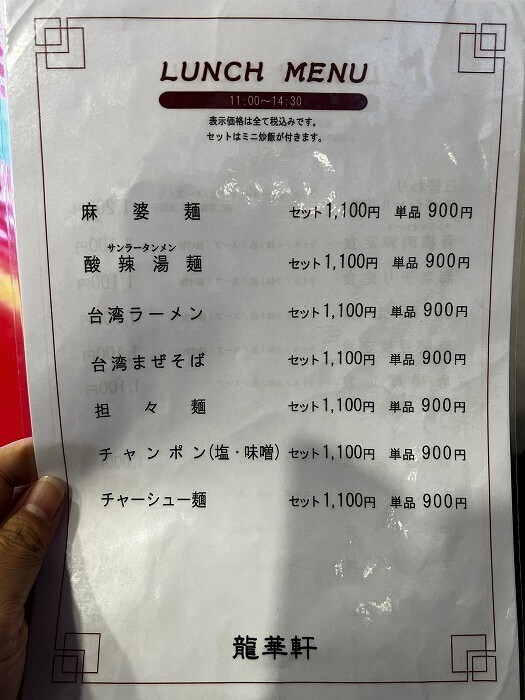 LUNCH MENU
11:00～14:30
表示価格は全て税込みです。
セットはミニ炒飯が付きます。
麻婆麺 セット1,100円 単品900円
サンラータンメン
酸辣湯麺 セット1,100円 単品900円
台湾ラーメン セット1,100円 単品900円
台湾まぜそば セット1,100円 単品900円
担々麺 セット1,100円 単品900円
チャンポン(塩・味噌) セット1,100円 単品900円
チャーシュー麺 セット1,100円 単品900円
龍華軒